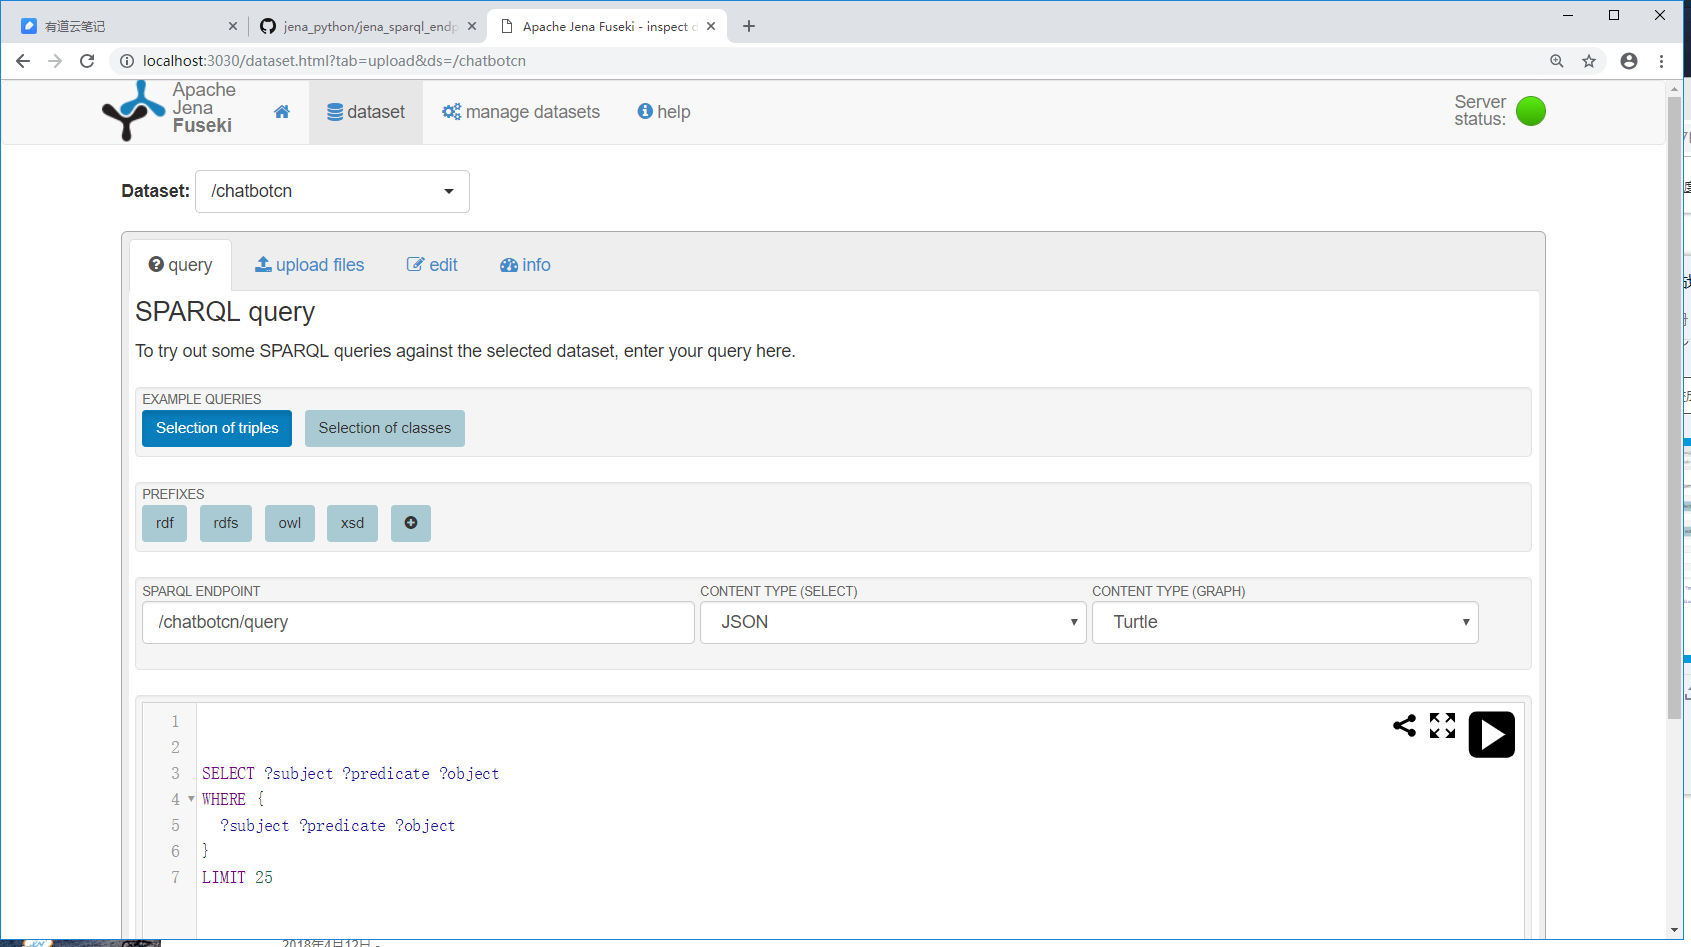 有道云笔记
jena_python/jena_sparql_endp
Apache Jena Fuseki - inspect d
localhost:3030/dataset.html?tab=upload&ds=/chatbotcn
Apache
Jena
Fuseki
dataset
manage datasets
help
Server
status:
Dataset:
/chatbotcn
query
upload files
edit
info
SPARQL query
To try out some SPARQL queries against the selected dataset, enter your query here.
EXAMPLE QUERIES
Selection of triples
Selection of classes
PREFIXES
rdf
rdfs
owl
xsd
SPARQL ENDPOINT
CONTENT TYPE (SELECT)
CONTENT TYPE (GRAPH)
/chatbotcn/query
JSON
Turtle
1
2
3 SELECT ?subject ?predicate ?object
4 WHERE {
5 ?subject ?predicate ?object
6 }
7 LIMIT 25
2018年4月12日 -